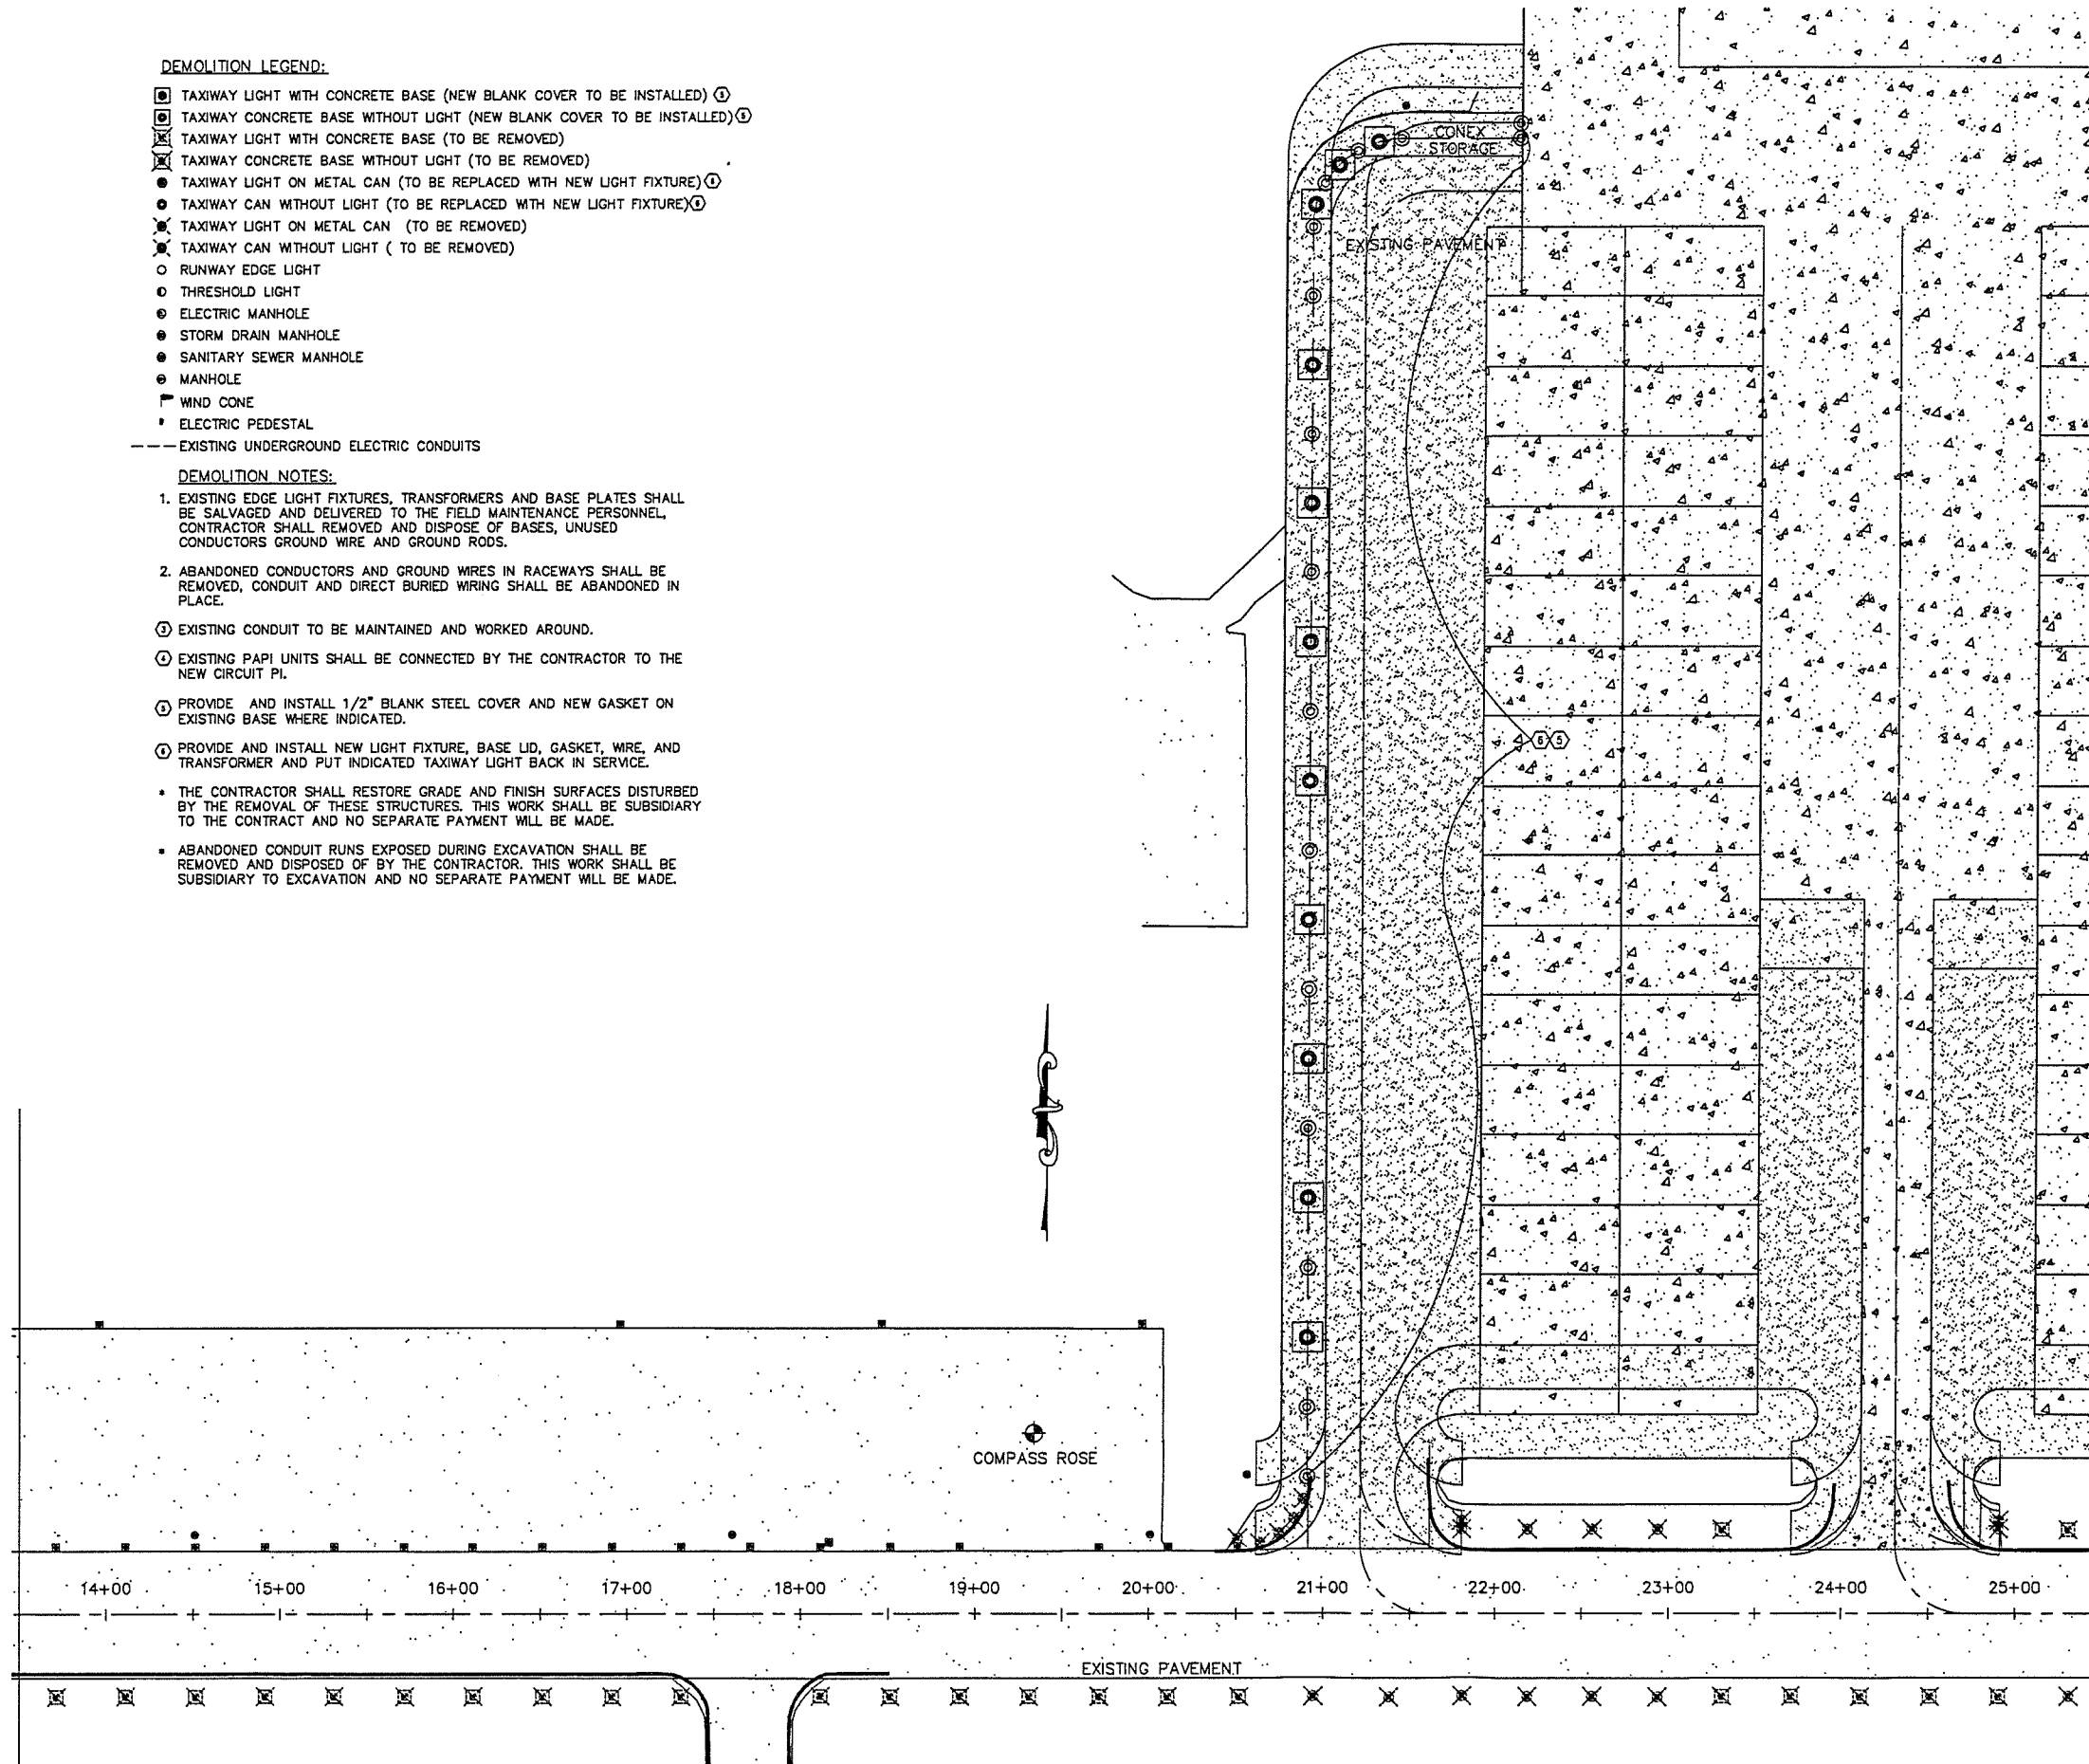 DEMOLITION LEGEND:
TAXIWAY LIGHT WITH CONCRETE BASE (NEW BLANK COVER TO BE INSTALLED) 5
TAXIWAY CONCRETE BASE WITHOUT LIGHT (NEW BLANK COVER TO BE INSTALLED) 5
TAXIWAY LIGHT WITH CONCRETE BASE (TO BE REMOVED)
TAXIWAY CONCRETE BASE WITHOUT LIGHT (TO BE REMOVED)
TAXIWAY LIGHT ON METAL CAN (TO BE REPLACED WITH NEW LIGHT FIXTURE) 6
TAXIWAY CAN WITHOUT LIGHT (TO BE REPLACED WITH NEW LIGHT FIXTURE) 6
TAXIWAY LIGHT ON METAL CAN (TO BE REMOVED)
TAXIWAY CAN WITHOUT LIGHT ( TO BE REMOVED)
RUNWAY EDGE LIGHT
THRESHOLD LIGHT
ELECTRIC MANHOLE
STORM DRAIN MANHOLE
SANITARY SEWER MANHOLE
MANHOLE
WIND CONE
ELECTRIC PEDESTAL
EXISTING UNDERGROUND ELECTRIC CONDUITS
DEMOLITION NOTES:
1. EXISTING EDGE LIGHT FIXTURES, TRANSFORMERS AND BASE PLATES SHALL
BE SALVAGED AND DELIVERED TO THE FIELD MAINTENANCE PERSONNEL,
CONTRACTOR SHALL REMOVED AND DISPOSE OF BASES, UNUSED
CONDUCTORS GROUND WIRE AND GROUND RODS.
2. ABANDONED CONDUCTORS AND GROUND WIRES IN RACEWAYS SHALL BE
REMOVED, CONDUIT AND DIRECT BURIED WIRING SHALL BE ABANDONED IN
PLACE.
3 EXISTING CONDUIT TO BE MAINTAINED AND WORKED AROUND.
4 EXISTING PAPI UNITS SHALL BE CONNECTED BY THE CONTRACTOR TO THE
NEW CIRCUIT PI.
5 PROVIDE AND INSTALL 1/2" BLANK STEEL COVER AND NEW GASKET ON
EXISTING BASE WHERE INDICATED.
6 PROVIDE AND INSTALL NEW LIGHT FIXTURE, BASE LID, GASKET, WIRE, AND
TRANSFORMER AND PUT INDICATED TAXIWAY LIGHT BACK IN SERVICE.
* THE CONTRACTOR SHALL RESTORE GRADE AND FINISH SURFACES DISTURBED
BY THE REMOVAL OF THESE STRUCTURES. THIS WORK SHALL BE SUBSIDIARY
TO THE CONTRACT AND NO SEPARATE PAYMENT WILL BE MADE.
* ABANDONED CONDUIT RUNS EXPOSED DURING EXCAVATION SHALL BE
REMOVED AND DISPOSED OF BY THE CONTRACTOR. THIS WORK SHALL BE
SUBSIDIARY TO EXCAVATION AND NO SEPARATE PAYMENT WILL BE MADE.
CONEX
STORAGE
EXISTING PAVEMENT
6 5
COMPASS ROSE
14+00 15+00 16+00 17+00 18+00 19+00 20+00 21+00 22+00 23+00 24+00 25+00
EXISTING PAVEMENT